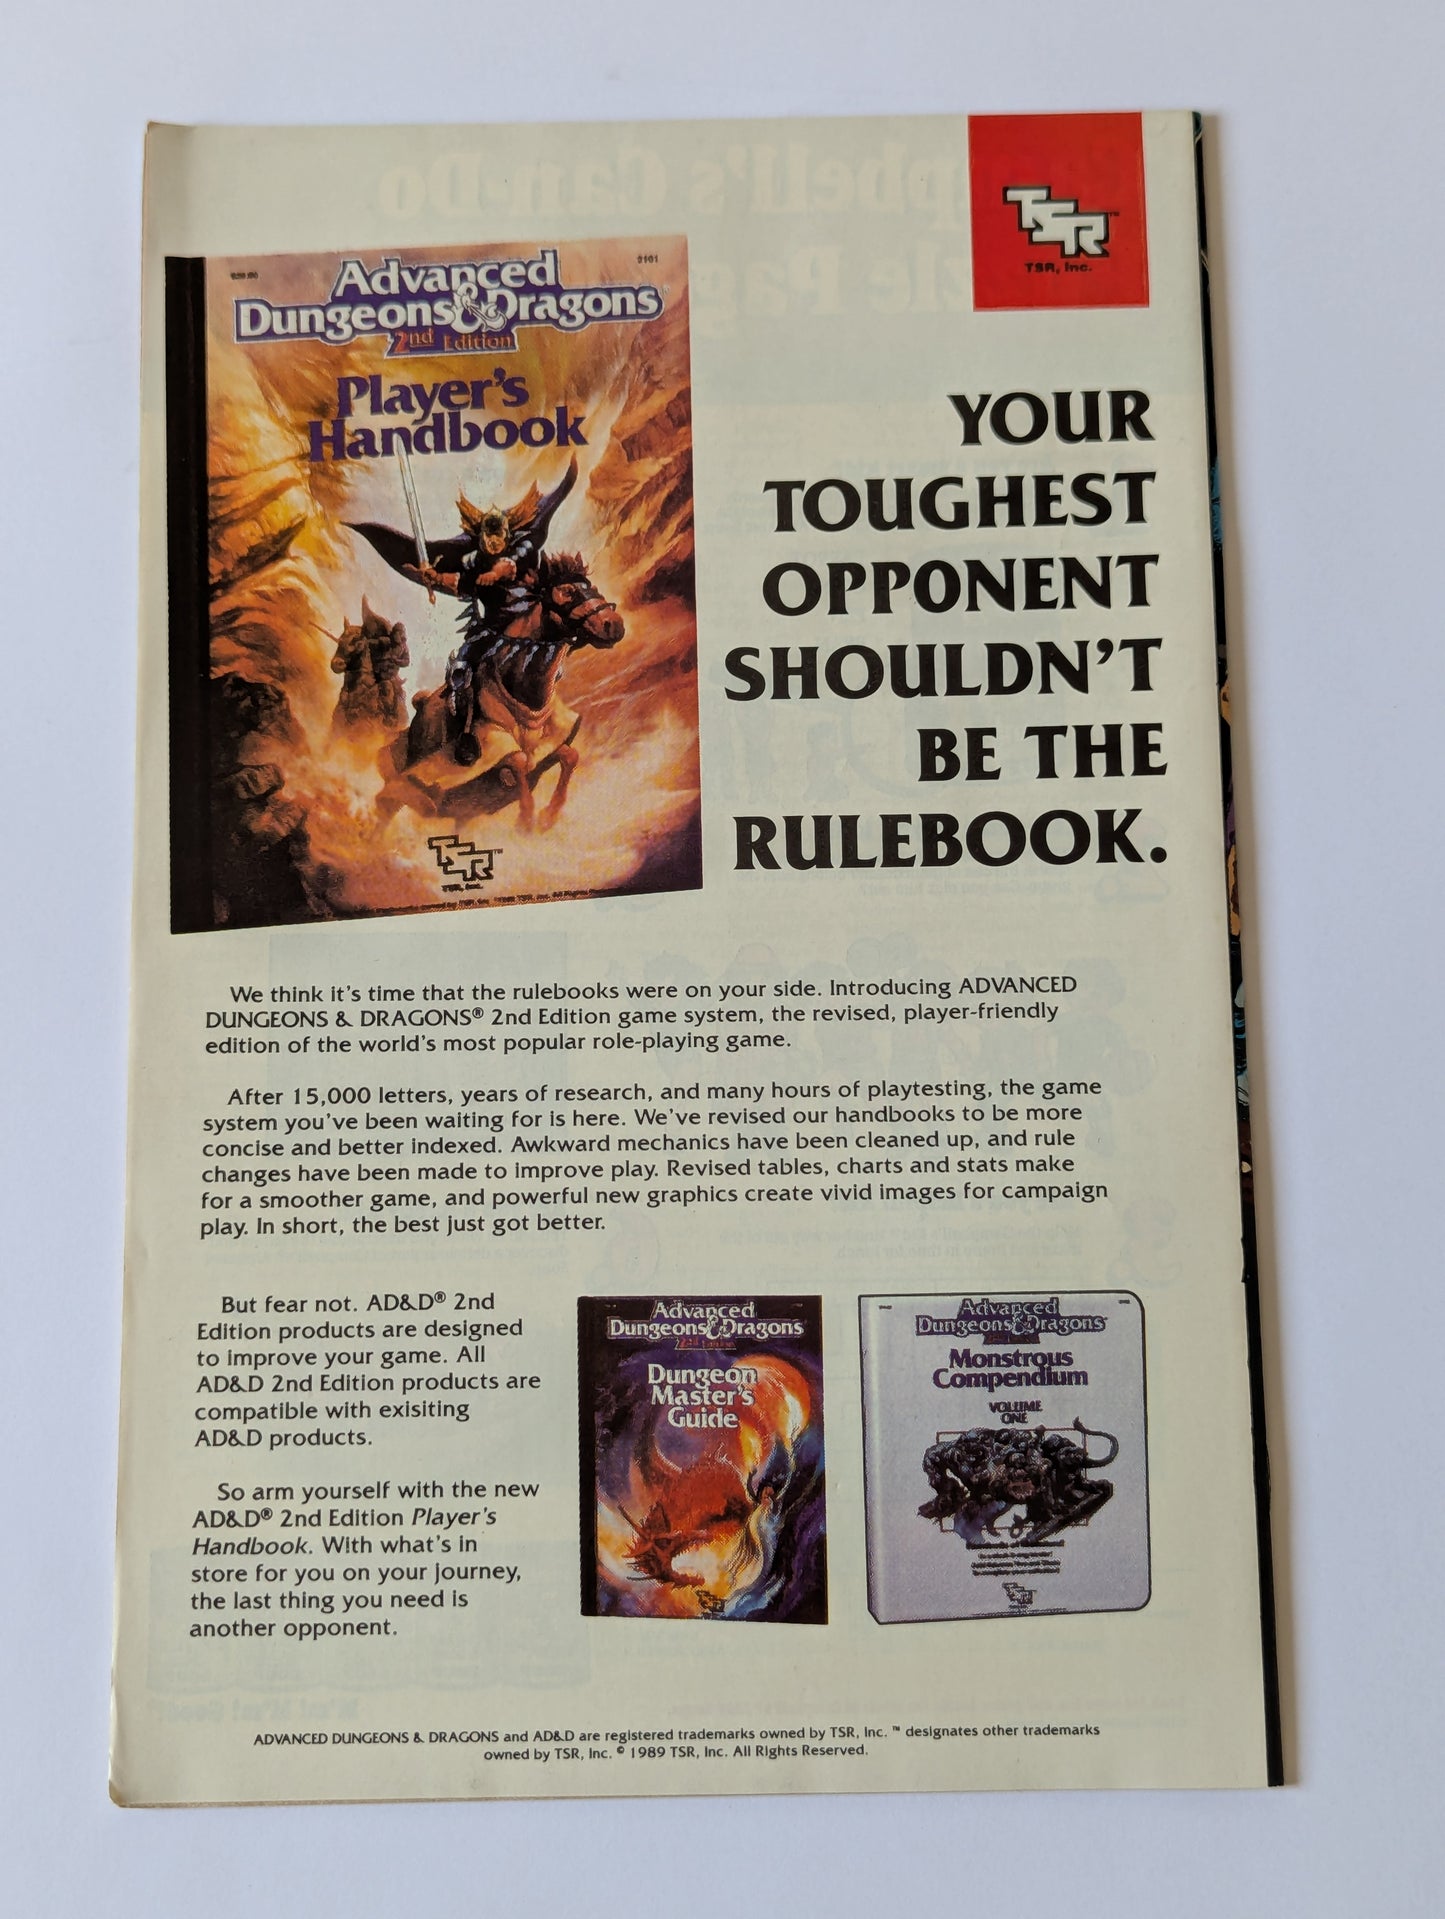 TSR™
TSR, Inc.
2101
Advanced
Dungeons & Dragons
2nd Edition
Player's
Handbook
TSR™
TSR, Inc.
YOUR
TOUGHEST
OPPONENT
SHOULDN'T
BE THE
RULEBOOK.
We think it's time that the rulebooks were on your side. Introducing ADVANCED
DUNGEONS & DRAGONS® 2nd Edition game system, the revised, player-friendly
edition of the world's most popular role-playing game.
After 15,000 letters, years of research, and many hours of playtesting, the game
system you've been waiting for is here. We've revised our handbooks to be more
concise and better indexed. Awkward mechanics have been cleaned up, and rule
changes have been made to improve play. Revised tables, charts and stats make
for a smoother game, and powerful new graphics create vivid images for campaign
play. In short, the best just got better.
But fear not. AD&D® 2nd
Edition products are designed
to improve your game. All
AD&D 2nd Edition products are
compatible with exisiting
AD&D products.
So arm yourself with the new
AD&D® 2nd Edition Player's
Handbook. With what's in
store for you on your journey,
the last thing you need is
another opponent.
Advanced
Dungeons & Dragons
2nd Edition
Dungeon
Master's
Guide
TSR
Advanced
Dungeons & Dragons
Monstrous
Compendium
VOLUME
ONE
TSR
ADVANCED DUNGEONS & DRAGONS and AD&D are registered trademarks owned by TSR, Inc. ™ designates other trademarks
owned by TSR, Inc. © 1989 TSR, Inc. All Rights Reserved.